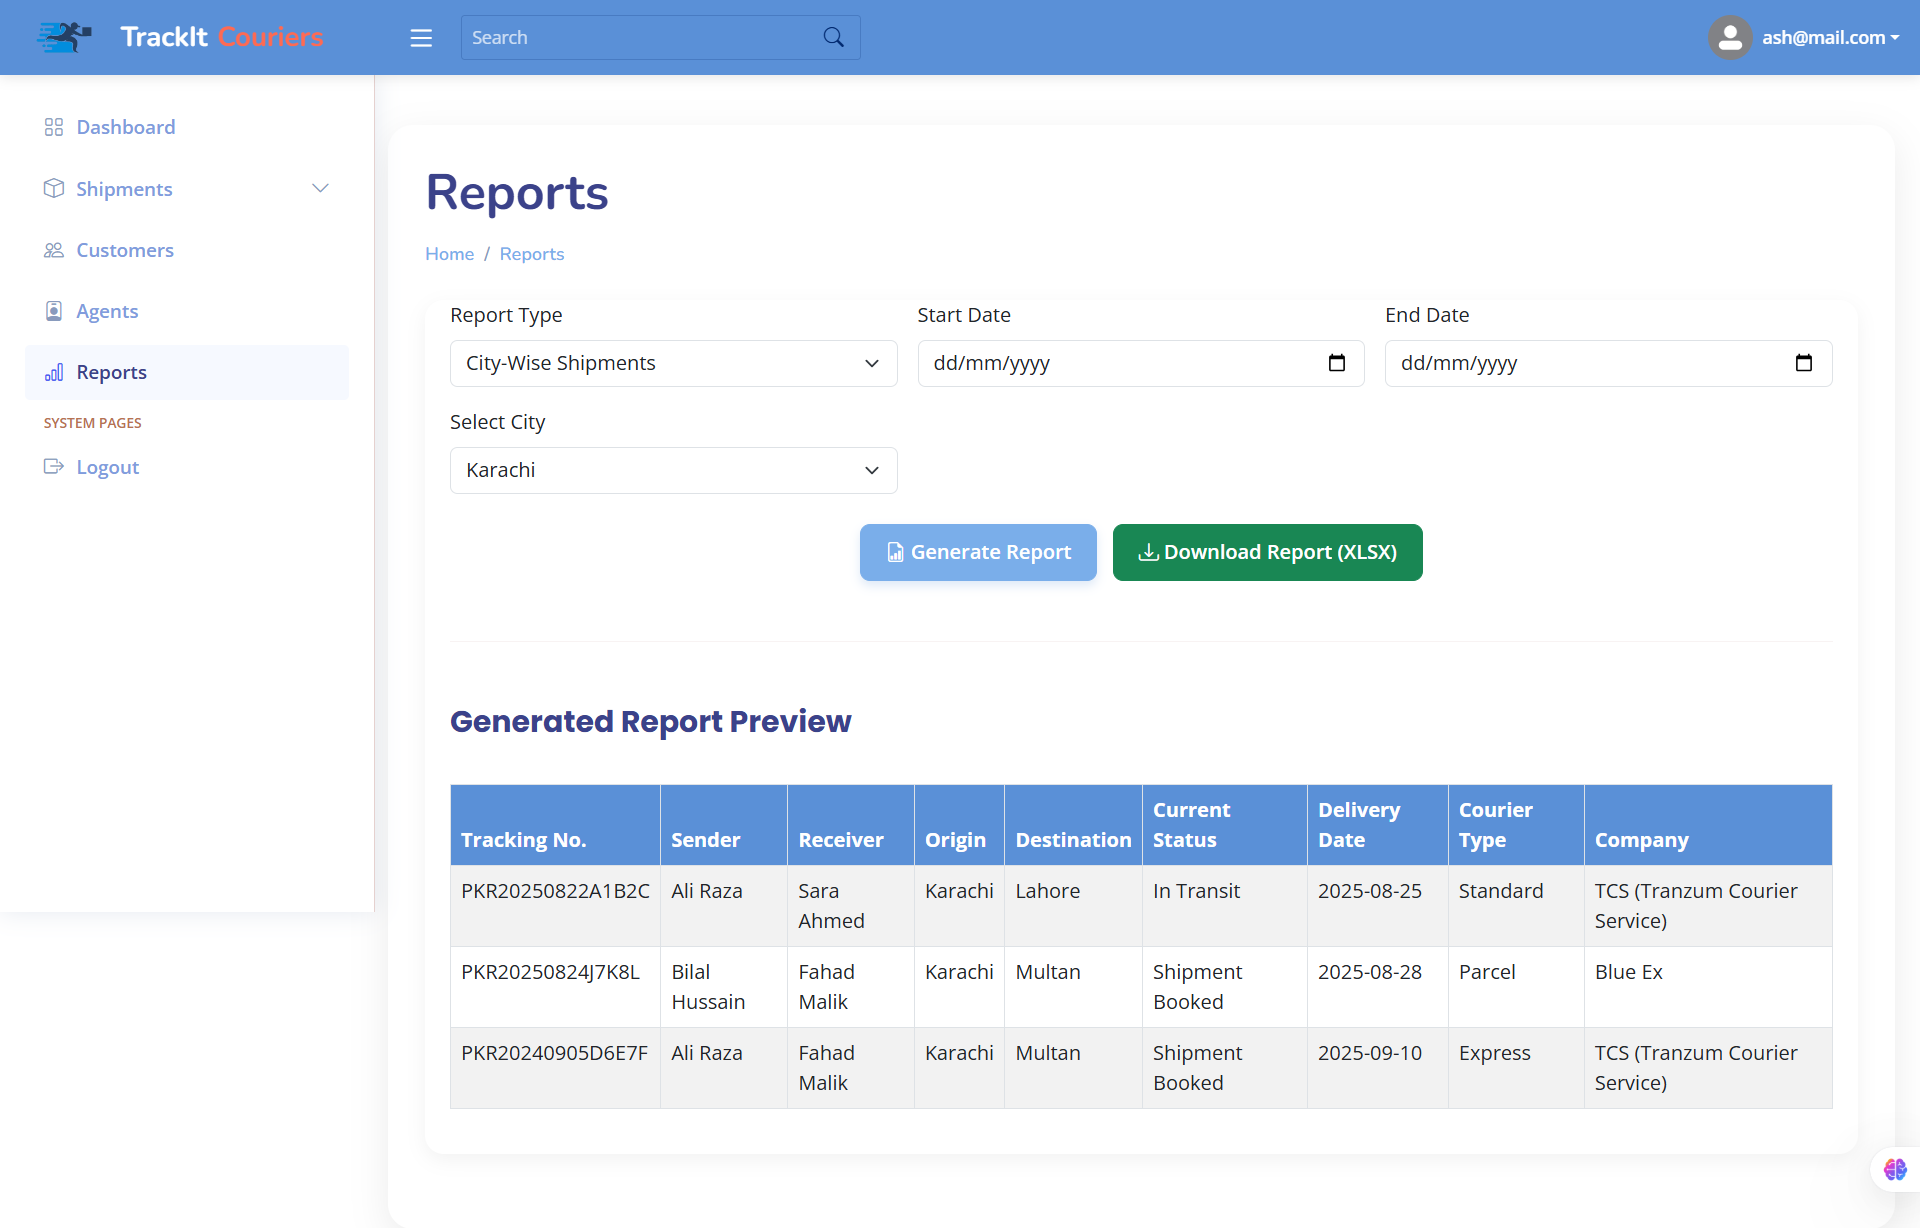 TrackIt Couriers
Search
ash@mail.com
Dashboard
Shipments
Customers
Agents
Reports
SYSTEM PAGES
Logout
Reports
Home / Reports
Report Type
Start Date
End Date
City-Wise Shipments
dd/mm/yyyy
dd/mm/yyyy
Select City
Karachi
Generate Report
Download Report (XLSX)
Generated Report Preview
Tracking No. Sender Receiver Origin Destination Current Status Delivery Date Courier Type Company
PKR20250822A1B2C Ali Raza Sara Ahmed Karachi Lahore In Transit 2025-08-25 Standard TCS (Tranzum Courier Service)
PKR20250824J7K8L Bilal Hussain Fahad Malik Karachi Multan Shipment Booked 2025-08-28 Parcel Blue Ex
PKR20240905D6E7F Ali Raza Fahad Malik Karachi Multan Shipment Booked 2025-09-10 Express TCS (Tranzum Courier Service)